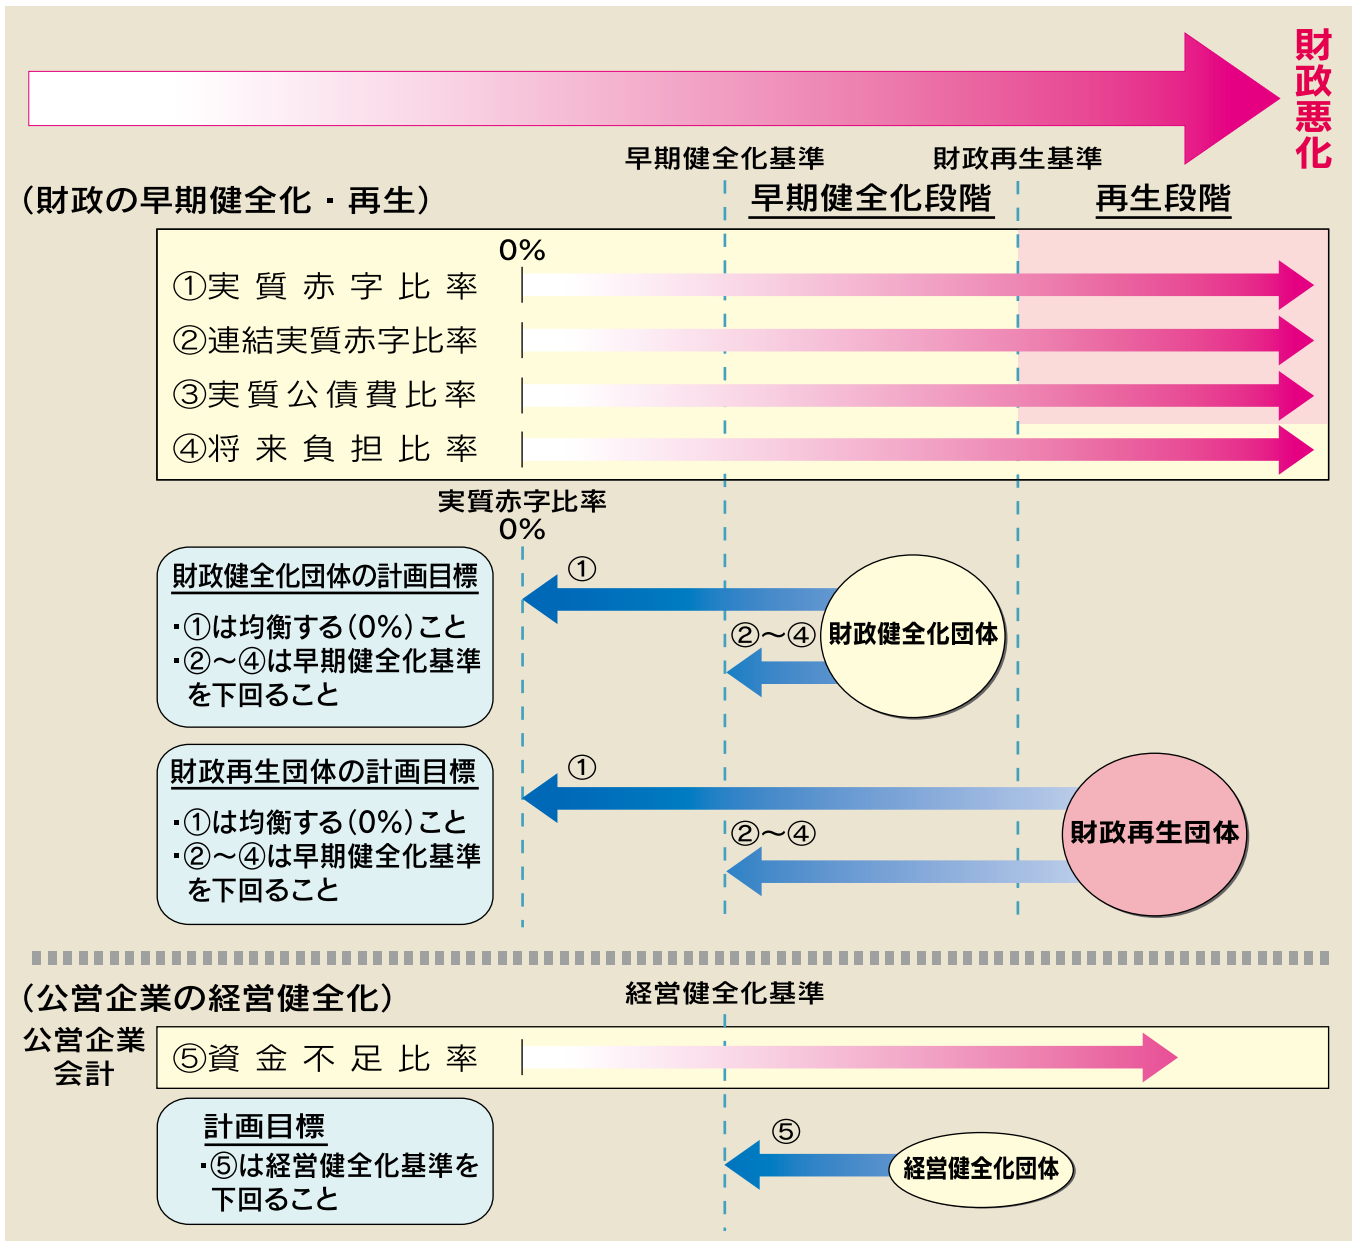 財政悪化
早期健全化基準
財政再生基準
（財政の早期健全化・再生）
早期健全化段階
再生段階
0%
①実質赤字比率
②連結実質赤字比率
③実質公債費比率
④将来負担比率
実質赤字比率
0%
財政健全化団体の計画目標
・①は均衡する（0%）こと
・②～④は早期健全化基準
を下回ること
①
②～④
財政健全化団体
財政再生団体の計画目標
・①は均衡する（0%）こと
・②～④は早期健全化基準
を下回ること
①
②～④
財政再生団体
（公営企業の経営健全化）
経営健全化基準
公営企業
会計
⑤資金不足比率
計画目標
・⑤は経営健全化基準を
下回ること
⑤
経営健全化団体